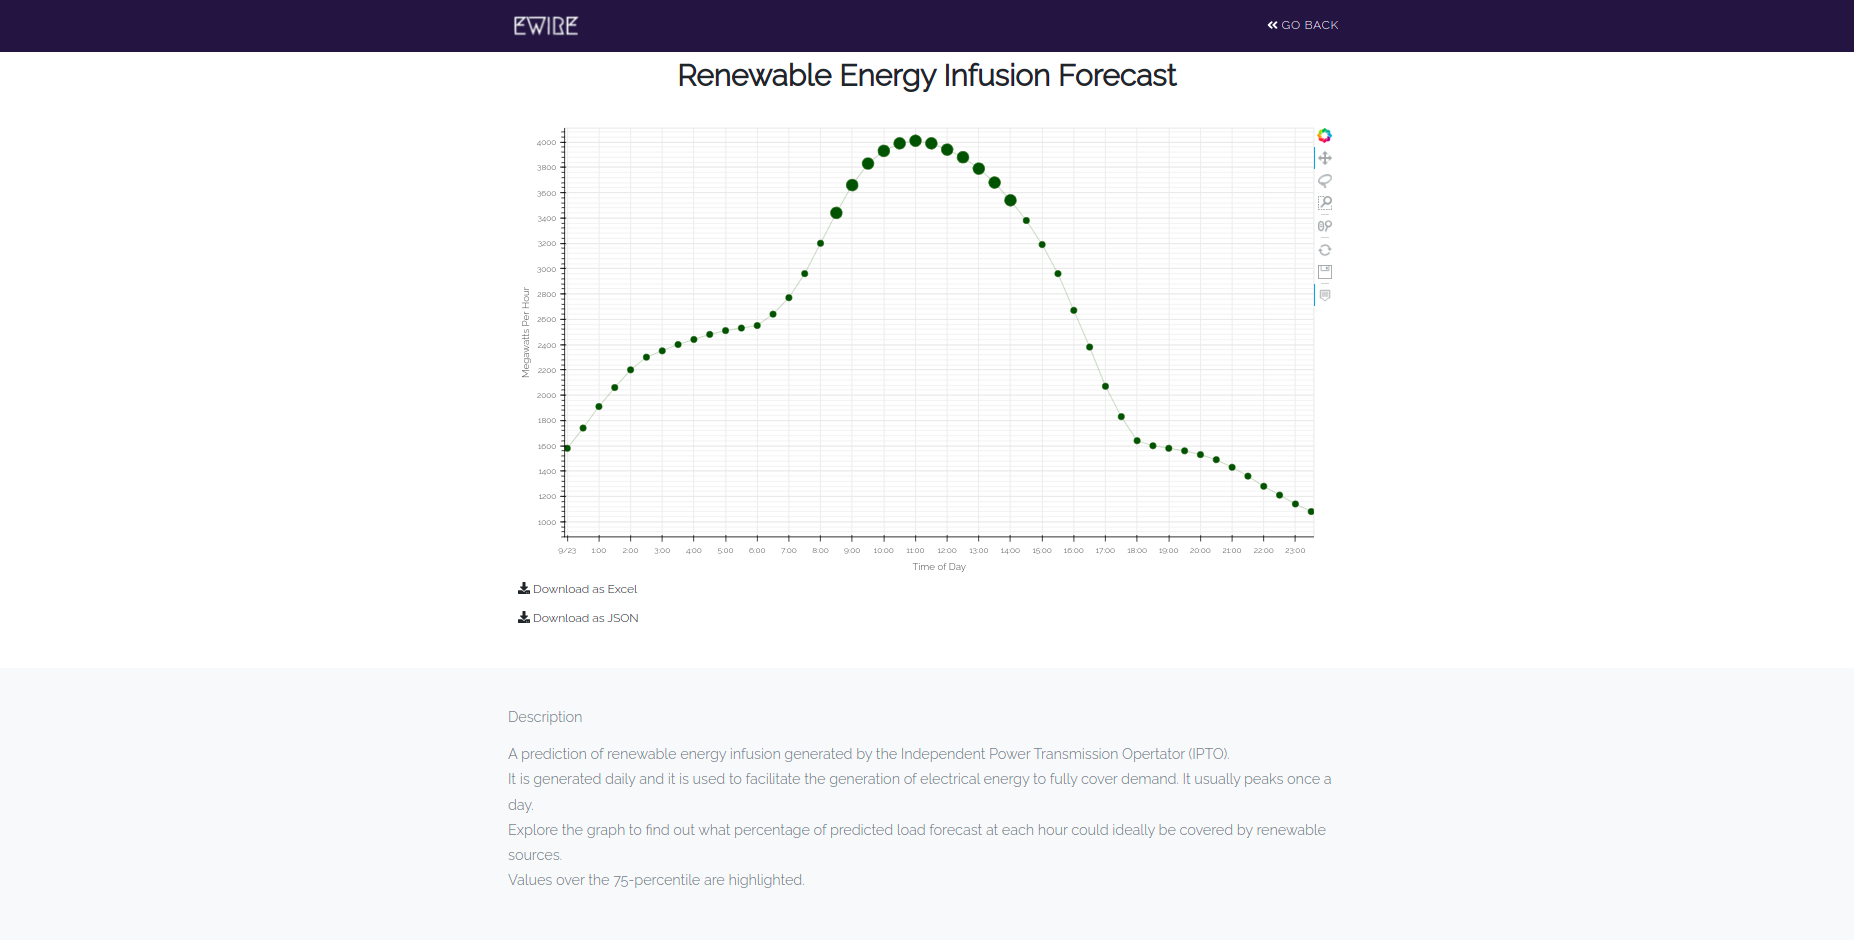 EWIRE
GO BACK
Renewable Energy Infusion Forecast
4000
3800
3600
3400
3200
3000
2800
2600
2400
2200
2000
1800
1600
1400
1200
1000
Megawatts Per Hour
9/23 1:00 2:00 3:00 4:00 5:00 6:00 7:00 8:00 9:00 10:00 11:00 12:00 13:00 14:00 15:00 16:00 17:00 18:00 19:00 20:00 21:00 22:00 23:00
Time of Day
Download as Excel
Download as JSON
Description
A prediction of renewable energy infusion generated by the Independent Power Transmission Opertator (IPTO).
It is generated daily and it is used to facilitate the generation of electrical energy to fully cover demand. It usually peaks once a
day.
Explore the graph to find out what percentage of predicted load forecast at each hour could ideally be covered by renewable
sources.
Values over the 75-percentile are highlighted.